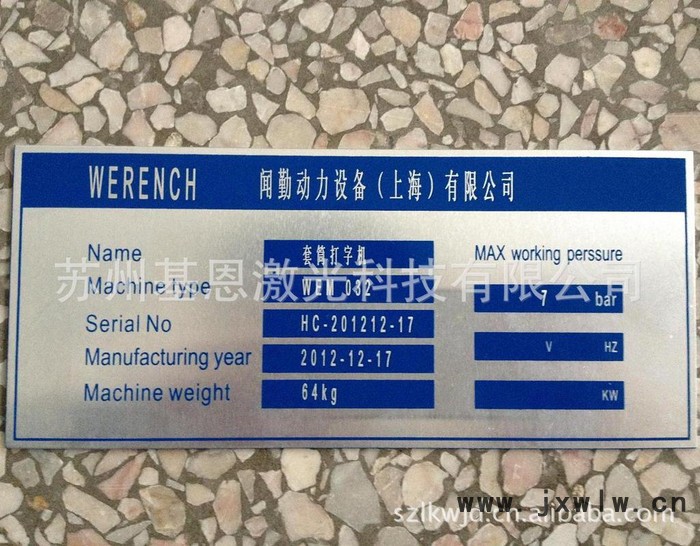 WERENCH 闻勤动力设备(上海)有限公司
Name 套筒打字机
Machine type WEM 032
Serial No HC-201212-17
Manufacturing year 2012-12-17
Machine weight 64kg
MAX working perssure
7 bar
V HZ
KW
苏州基恩激光科技有限公司
www.jxwlw.cn
szlkwjd.cn.alibaba.com